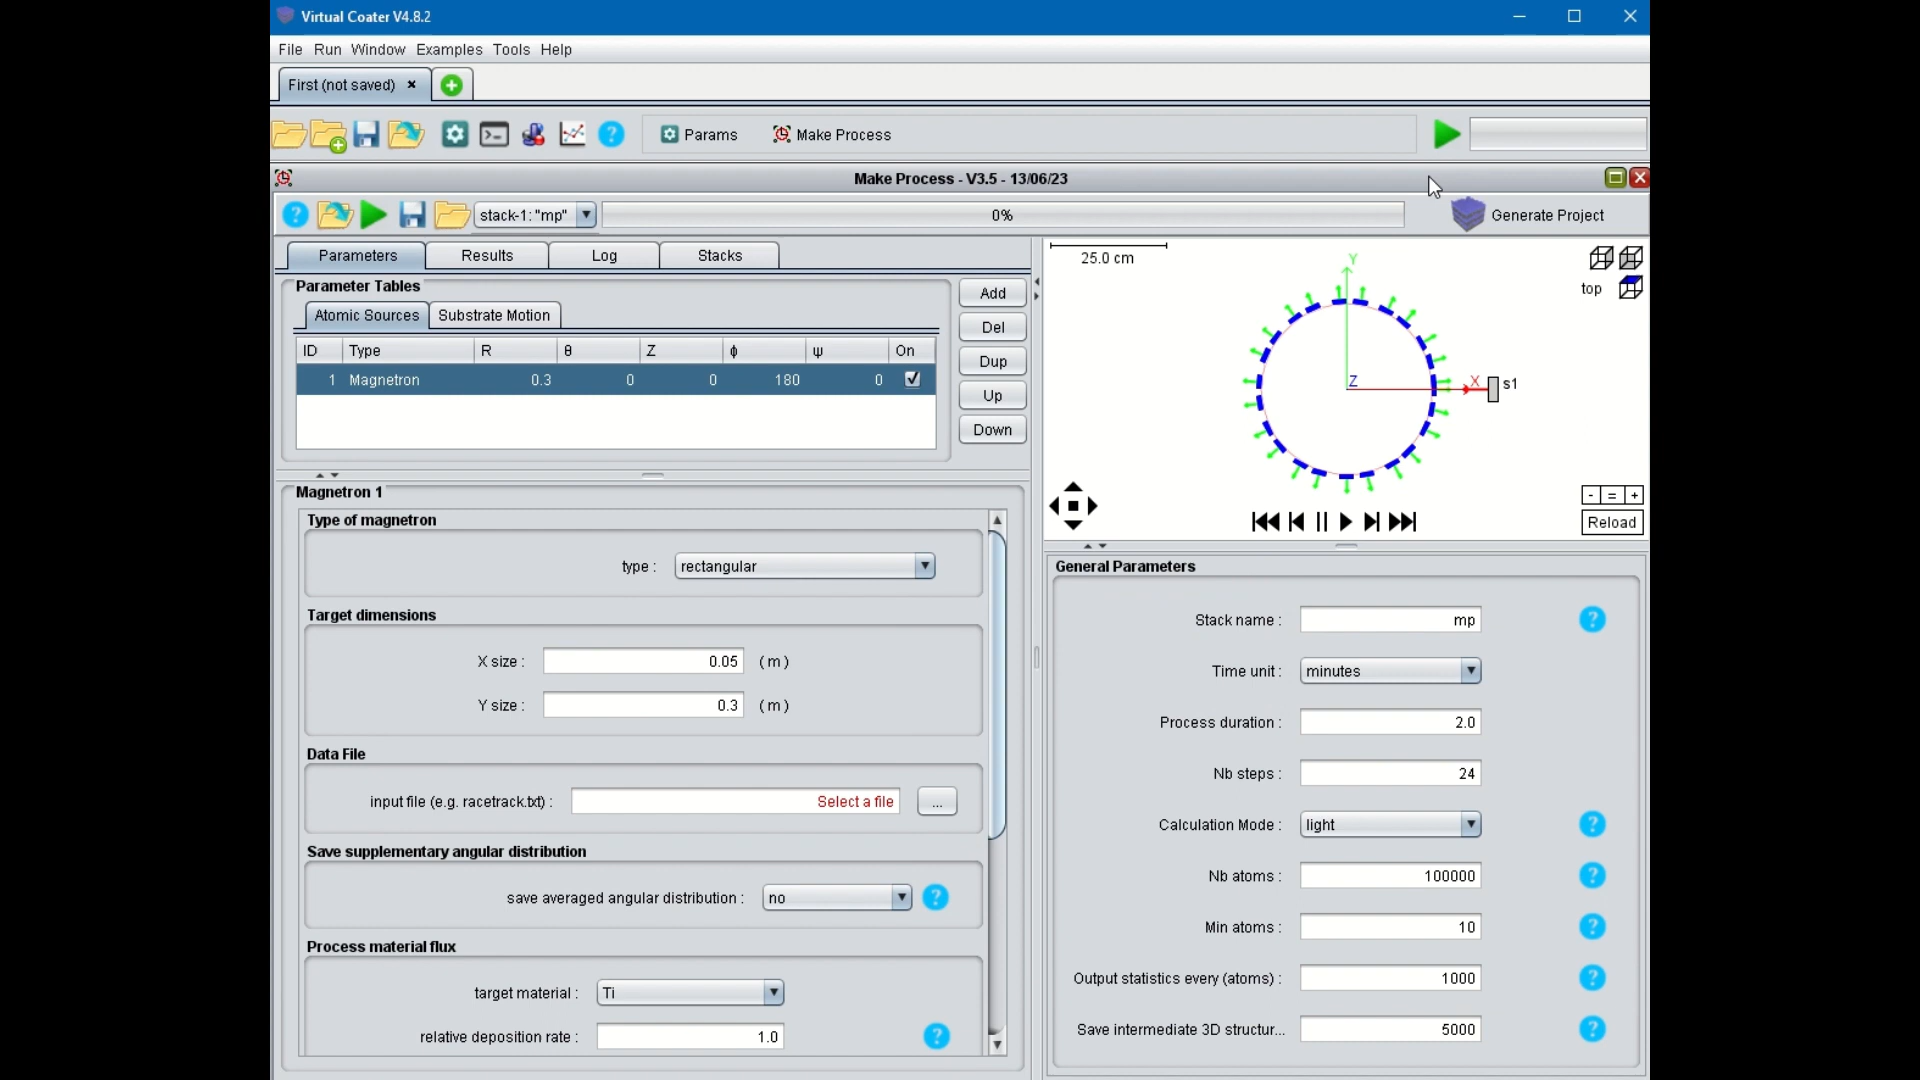 Virtual Coater V4.8.2
File Run Window Examples Tools Help
First (not saved)
Params Make Process
Make Process - V3.5 - 13/06/23
stack-1: "mp" 0% Generate Project
Parameters Results Log Stacks
Parameter Tables
Atomic Sources Substrate Motion
ID Type R θ Z ϕ ψ On
1 Magnetron 0.3 0 0 180 0
Add
Del
Dup
Up
Down
25.0 cm
top
Y
Z
X
s1
- = +
Reload
Magnetron 1
Type of magnetron
type : rectangular
Target dimensions
X size : 0.05 ( m )
Y size : 0.3 ( m )
Data File
input file (e.g. racetrack.txt) : Select a file ...
Save supplementary angular distribution
save averaged angular distribution : no ?
Process material flux
target material : Ti
relative deposition rate : 1.0 ?
General Parameters
Stack name : mp ?
Time unit : minutes
Process duration : 2.0
Nb steps : 24
Calculation Mode : light ?
Nb atoms : 100000 ?
Min atoms : 10 ?
Output statistics every (atoms) : 1000 ?
Save intermediate 3D structur... 5000 ?